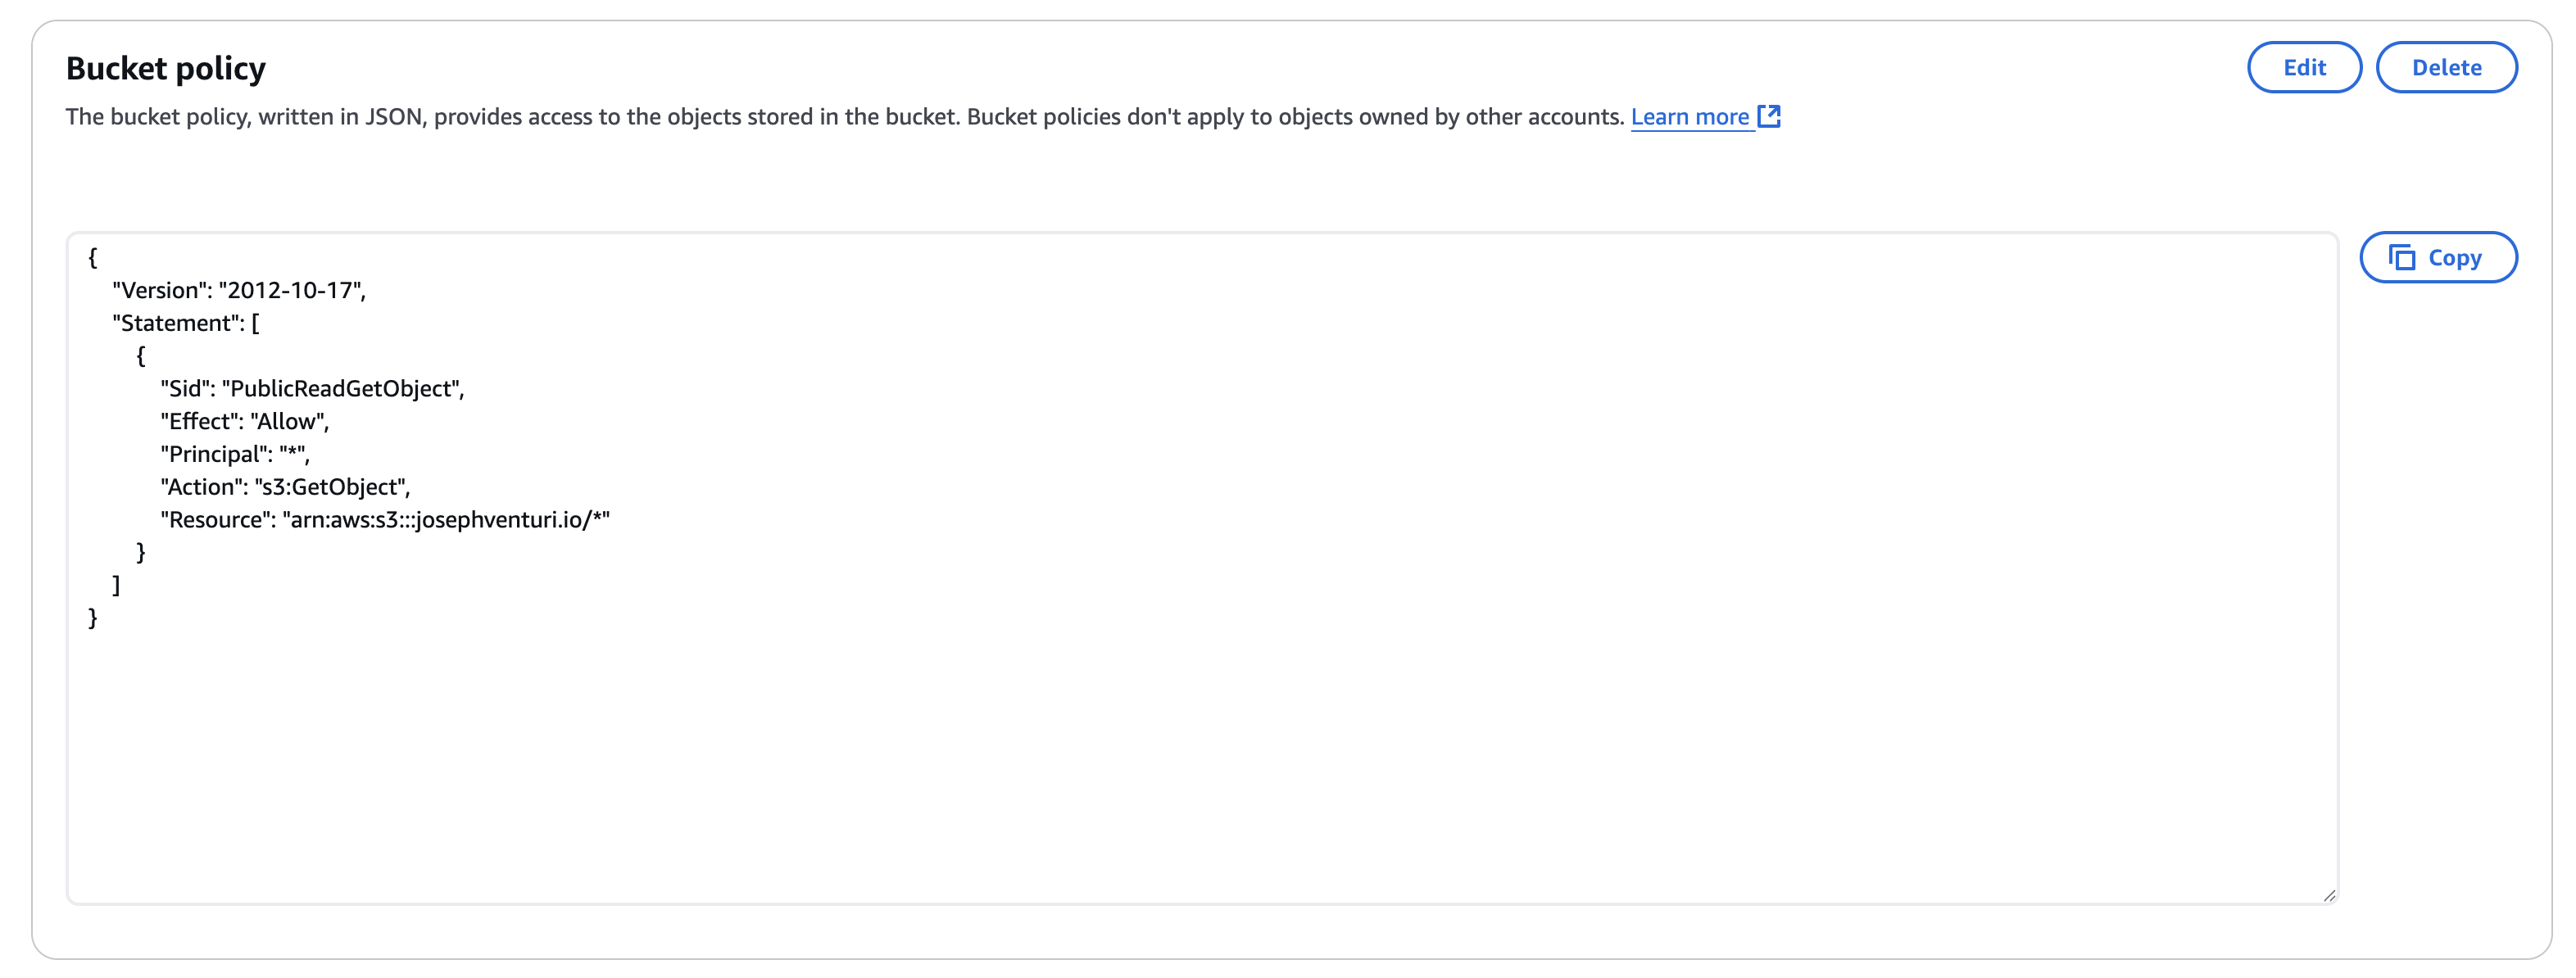 Bucket policy
Edit
Delete
The bucket policy, written in JSON, provides access to the objects stored in the bucket. Bucket policies don't apply to objects owned by other accounts. Learn more
Copy
{
    "Version": "2012-10-17",
    "Statement": [
        {
            "Sid": "PublicReadGetObject",
            "Effect": "Allow",
            "Principal": "*",
            "Action": "s3:GetObject",
            "Resource": "arn:aws:s3:::josephventuri.io/*"
        }
    ]
}